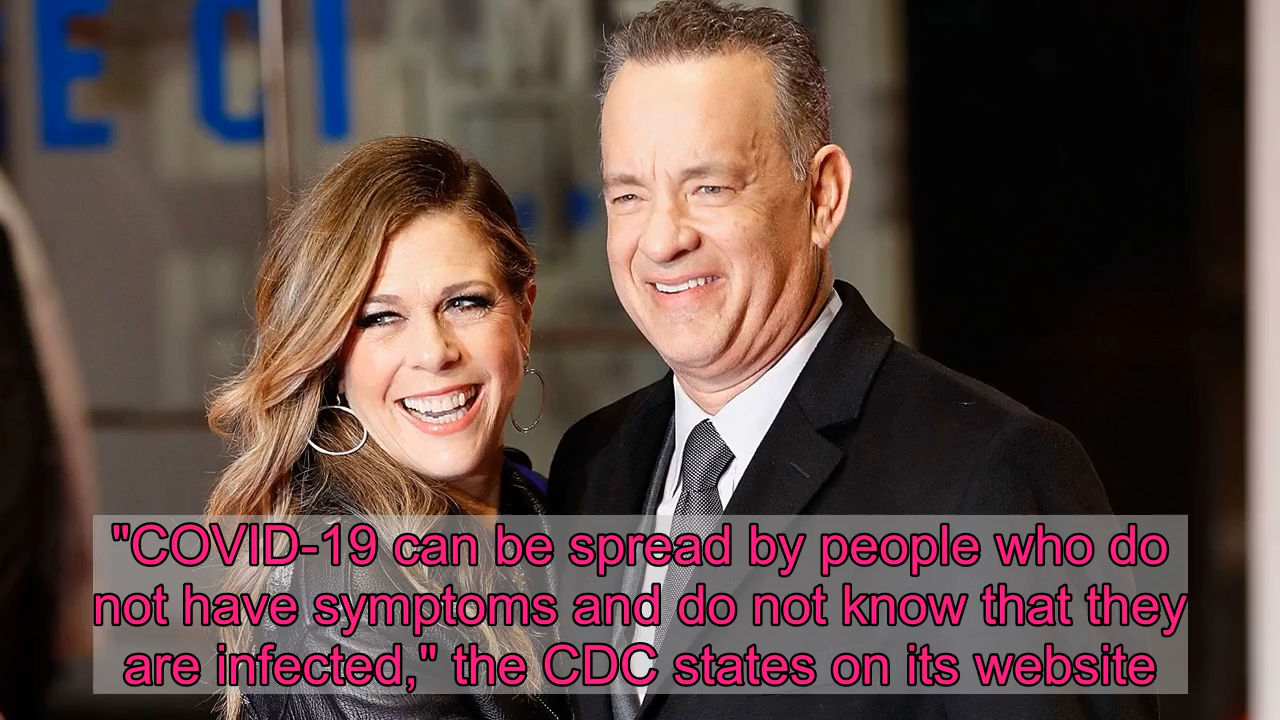 ECT
"COVID-19 can be spread by people who do
not have symptoms and do not know that they
are infected," the CDC states on its website